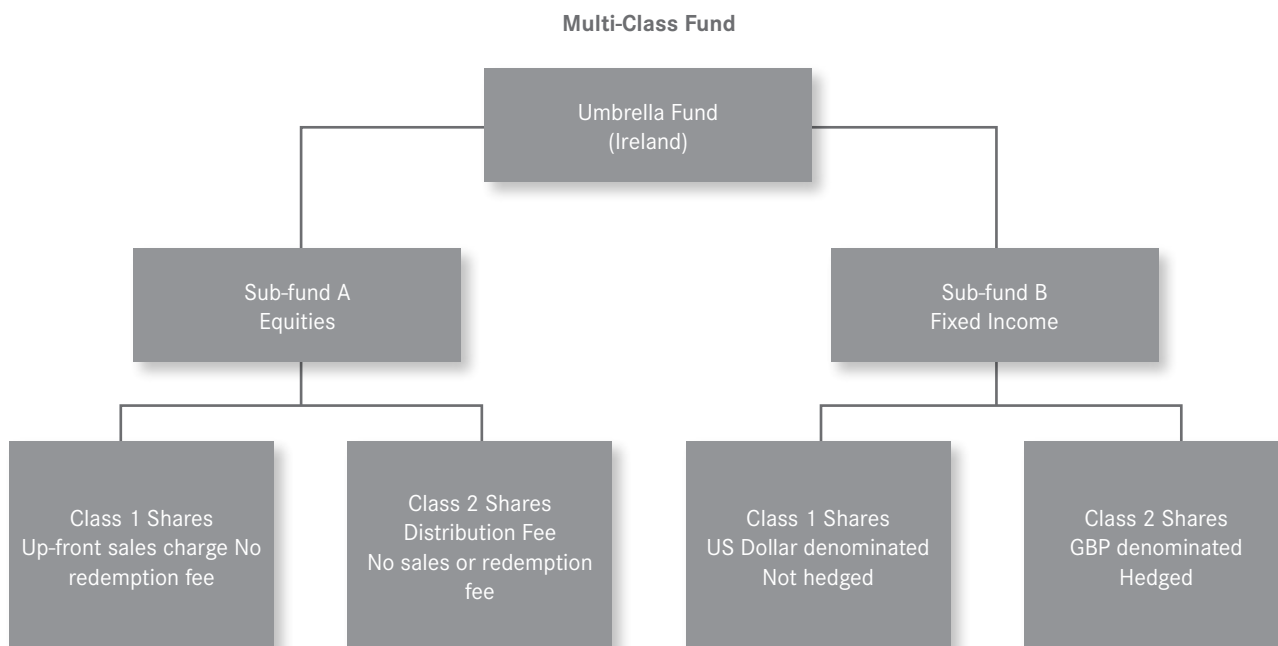 Multi-Class Fund
Umbrella Fund
(Ireland)
Sub-fund A
Equities
Sub-fund B
Fixed Income
Class 1 Shares
Up-front sales charge No
redemption fee
Class 2 Shares
Distribution Fee
No sales or redemption
fee
Class 1 Shares
US Dollar denominated
Not hedged
Class 2 Shares
GBP denominated
Hedged